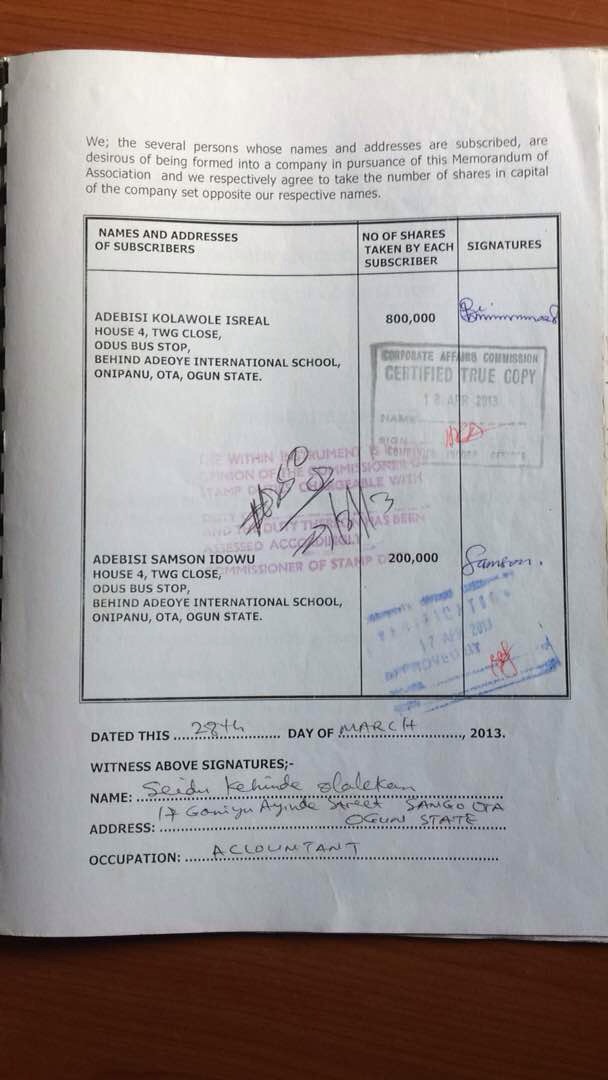 We; the several persons whose names and addresses are subscribed, are
desirous of being formed into a company in pursuance of this Memorandum of
Association and we respectively agree to take the number of shares in capital
of the company set opposite our respective names.
NAMES AND ADDRESSES
OF SUBSCRIBERS
NO OF SHARES
TAKEN BY EACH
SUBSCRIBER
SIGNATURES
ADEBISI KOLAWOLE ISREAL
HOUSE 4, TWG CLOSE,
ODUS BUS STOP,
BEHIND ADEOYE INTERNATIONAL SCHOOL,
ONIPANU, OTA, OGUN STATE.
800,000
CORPORATE AFFAIRS COMMISSION
CERTIFIED TRUE COPY
12 APR 2013
NAME
SIGN
THE WITHIN INSTRUMENT IS
OPINION OF THE COMMISSIONER OF
STAMP DUTIES CHARGEABLE WITH
DUTY
AND THE DUTY THEREON HAS BEEN
ASSESSED ACCORDINGLY
COMMISSIONER OF STAMP
ADEBISI SAMSON IDOWU
HOUSE 4, TWG CLOSE,
ODUS BUS STOP,
BEHIND ADEOYE INTERNATIONAL SCHOOL,
ONIPANU, OTA, OGUN STATE.
200,000
Samson.
APR 2013
DATED THIS 28th DAY OF MARCH, 2013.
WITNESS ABOVE SIGNATURES;-
NAME: Seidu Kehinde Olalekan
ADDRESS: 17 Goniyu Ayinde Street SANGO OTA
OGUN STATE
OCCUPATION: ACCOUNTANT